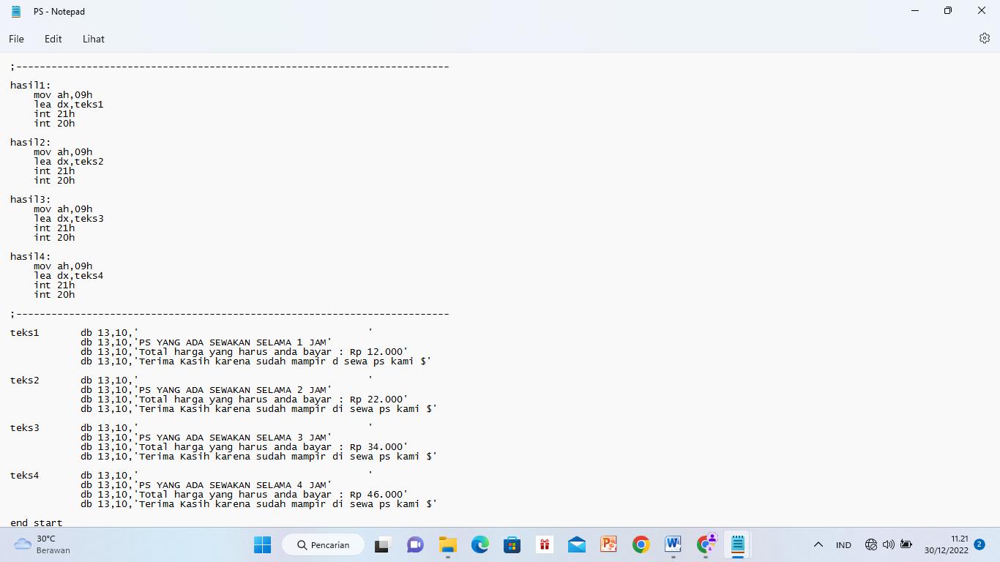 PS - Notepad
File Edit Lihat
;--------------------------------------------------------------------------
hasil1:
    mov ah,09h
    lea dx,teks1
    int 21h
    int 20h
hasil2:
    mov ah,09h
    lea dx,teks2
    int 21h
    int 20h
hasil3:
    mov ah,09h
    lea dx,teks3
    int 21h
    int 20h
hasil4:
    mov ah,09h
    lea dx,teks4
    int 21h
    int 20h
;--------------------------------------------------------------------------
teks1       db 13,10,'                                       '
            db 13,10,'PS YANG ADA SEWAKAN SELAMA 1 JAM'
            db 13,10,'Total harga yang harus anda bayar : Rp 12.000'
            db 13,10,'Terima Kasih karena sudah mampir d sewa ps kami $'
teks2       db 13,10,'                                       '
            db 13,10,'PS YANG ADA SEWAKAN SELAMA 2 JAM'
            db 13,10,'Total harga yang harus anda bayar : Rp 22.000'
            db 13,10,'Terima Kasih karena sudah mampir di sewa ps kami $'
teks3       db 13,10,'                                       '
            db 13,10,'PS YANG ADA SEWAKAN SELAMA 3 JAM'
            db 13,10,'Total harga yang harus anda bayar : Rp 34.000'
            db 13,10,'Terima Kasih karena sudah mampir di sewa ps kami $'
teks4       db 13,10,'                                       '
            db 13,10,'PS YANG ADA SEWAKAN SELAMA 4 JAM'
            db 13,10,'Total harga yang harus anda bayar : Rp 46.000'
            db 13,10,'Terima Kasih karena sudah mampir di sewa ps kami $'
end start
30°C
Berawan
Pencarian
IND
11.21
30/12/2022
2